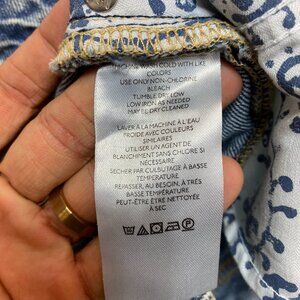 MACHINE WASH COLD WITH LIKE
COLORS
USE ONLY NON-CHLORINE
BLEACH
TUMBLE DRY LOW
LOW IRON AS NEEDED
MAY BE DRY CLEANED
LAVER À LA MACHINE À L'EAU
FROIDE AVEC COULEURS
SIMILAIRES
UTILISER UN AGENT DE
BLANCHIMENT SANS CHLORE SI
NÉCESSAIRE
SÉCHER PAR CULBUTAGE À BASSE
TEMPÉRATURE
REPASSER, AU BESOIN, À TRÈS
BASSE TEMPÉRATURE
PEUT-ÊTRE NETTOYÉE
À SEC